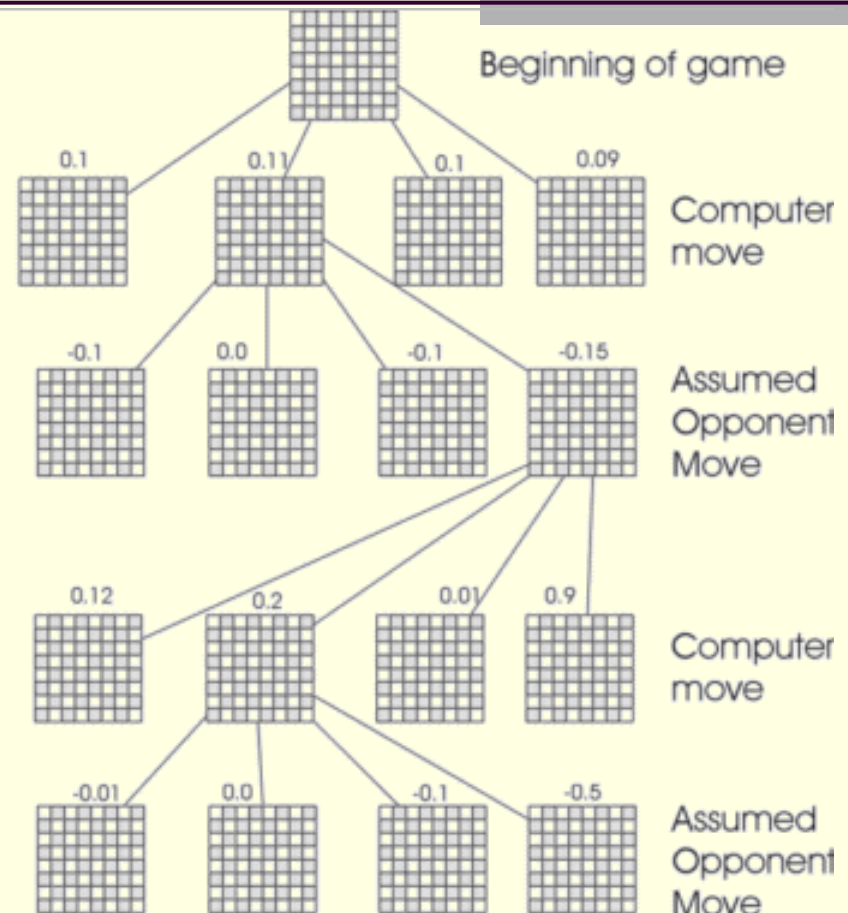 Beginning of game
0.1
0.11
0.1
0.09
Computer
move
-0.1
0.0
-0.1
-0.15
Assumed
Opponent
Move
0.12
0.2
0.01
0.9
Computer
move
-0.01
0.0
-0.1
-0.5
Assumed
Opponent
Move